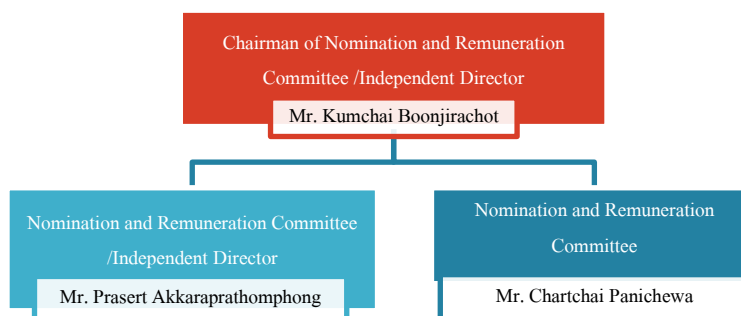 Chairman of Nomination and Remuneration
Committee /Independent Director
Mr. Kumchai Boonjirachot
Nomination and Remuneration Committee
/Independent Director
Mr. Prasert Akkaraprathomphong
Nomination and Remuneration
Committee
Mr. Chartchai Panichewa